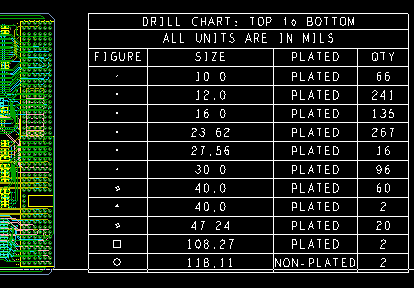 DRILL CHART: TOP to BOTTOM
ALL UNITS ARE IN MILS
FIGURE SIZE PLATED QTY
10.0 PLATED 66
12.0 PLATED 241
16.0 PLATED 135
23.62 PLATED 267
27.56 PLATED 16
30.0 PLATED 96
40.0 PLATED 60
40.0 PLATED 2
47.24 PLATED 20
108.27 PLATED 2
118.11 NON-PLATED 2